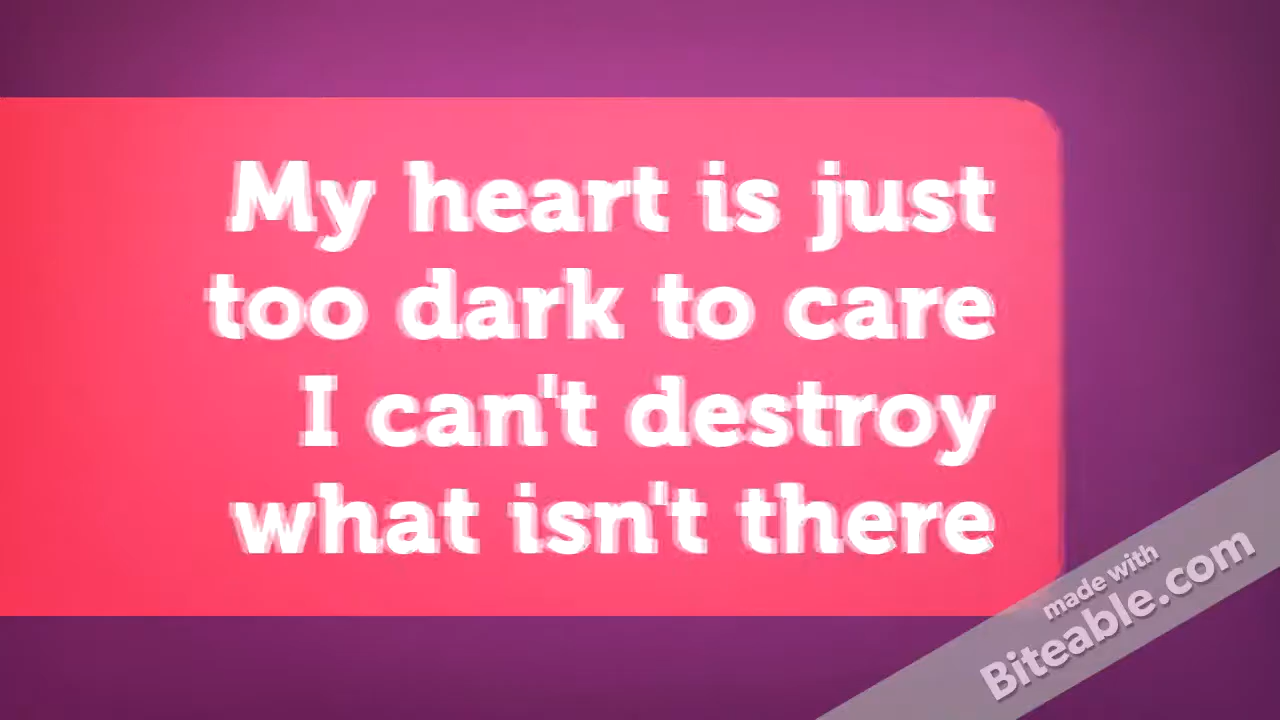 My heart is just
too dark to care
I can't destroy
what isn't there
made with
Biteable.com